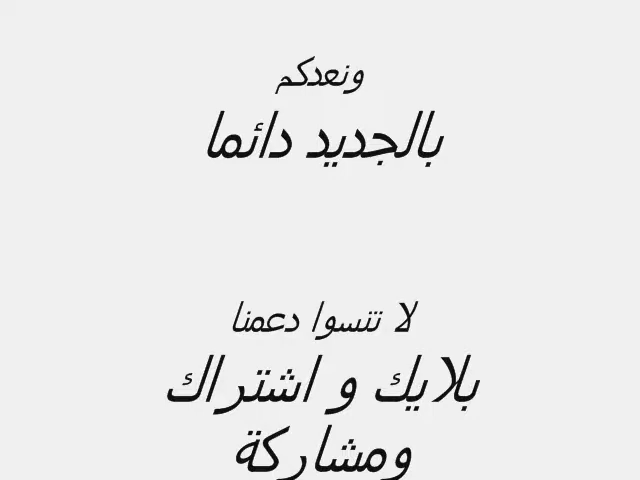 ونعدكم
بالجديد دائما
لا تنسوا دعمنا
بلايك و اشتراك
ومشاركة